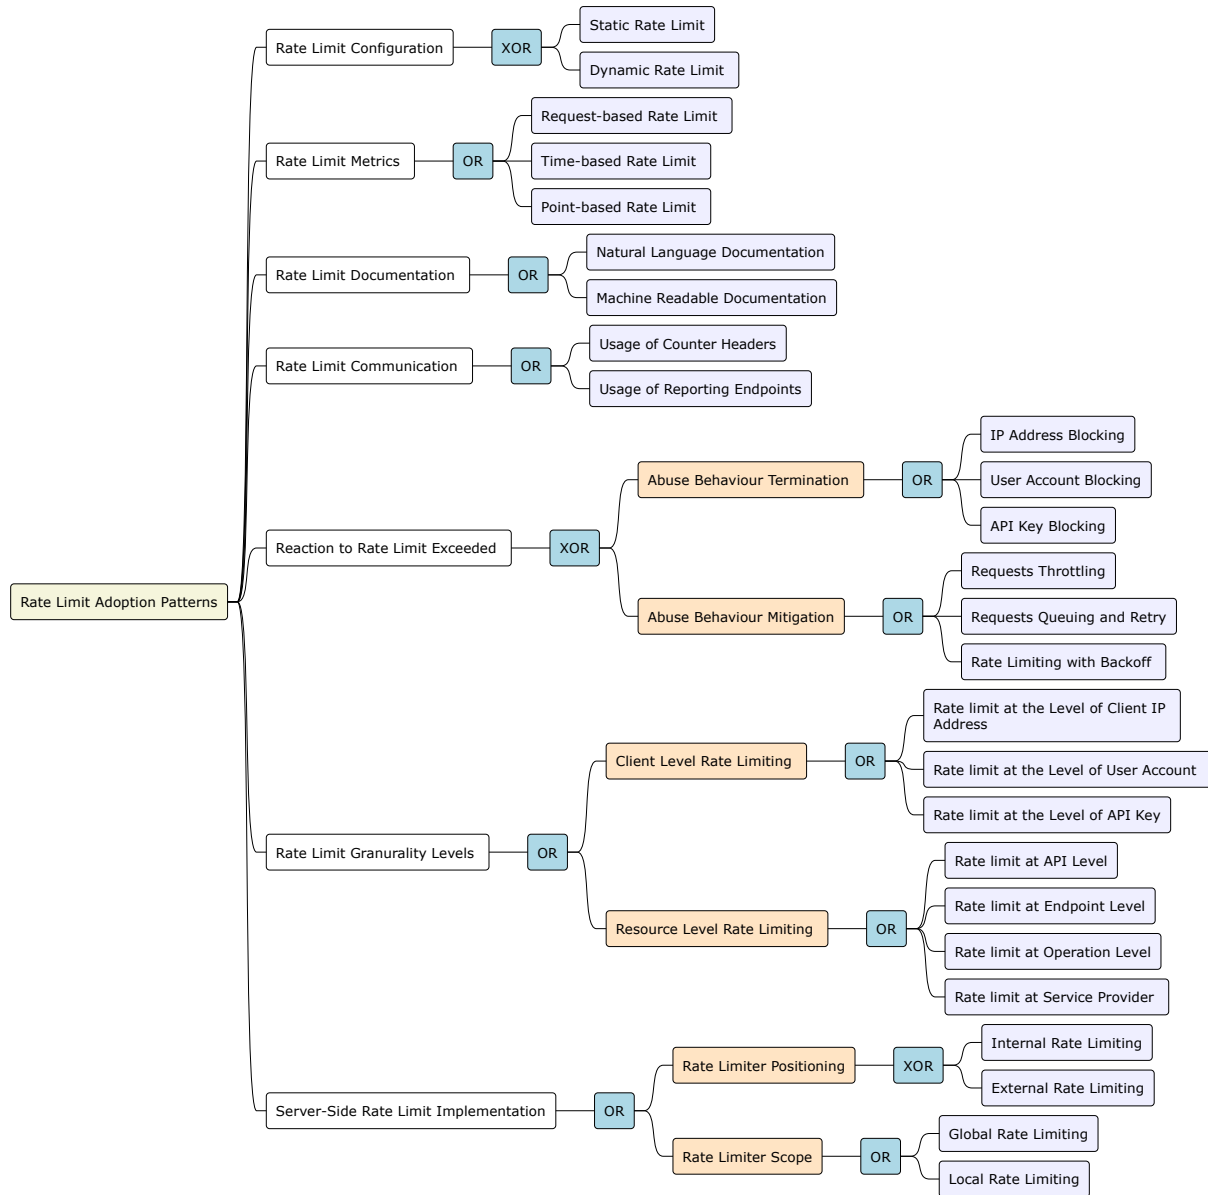 Static Rate Limit
Rate Limit Configuration
XOR
Dynamic Rate Limit
Request-based Rate Limit
Rate Limit Metrics
OR
Time-based Rate Limit
Point-based Rate Limit
Natural Language Documentation
Rate Limit Documentation
OR
Machine Readable Documentation
Usage of Counter Headers
Rate Limit Communication
OR
Usage of Reporting Endpoints
IP Address Blocking
Abuse Behaviour Termination
OR
User Account Blocking
API Key Blocking
Reaction to Rate Limit Exceeded
XOR
Requests Throttling
Rate Limit Adoption Patterns
Abuse Behaviour Mitigation
OR
Requests Queuing and Retry
Rate Limiting with Backoff
Rate limit at the Level of Client IP
Address
Client Level Rate Limiting
OR
Rate limit at the Level of User Account
Rate limit at the Level of API Key
Rate Limit Granurality Levels
OR
Rate limit at API Level
Rate limit at Endpoint Level
Resource Level Rate Limiting
OR
Rate limit at Operation Level
Rate limit at Service Provider
Internal Rate Limiting
Rate Limiter Positioning
XOR
External Rate Limiting
Server-Side Rate Limit Implementation
OR
Global Rate Limiting
Rate Limiter Scope
OR
Local Rate Limiting